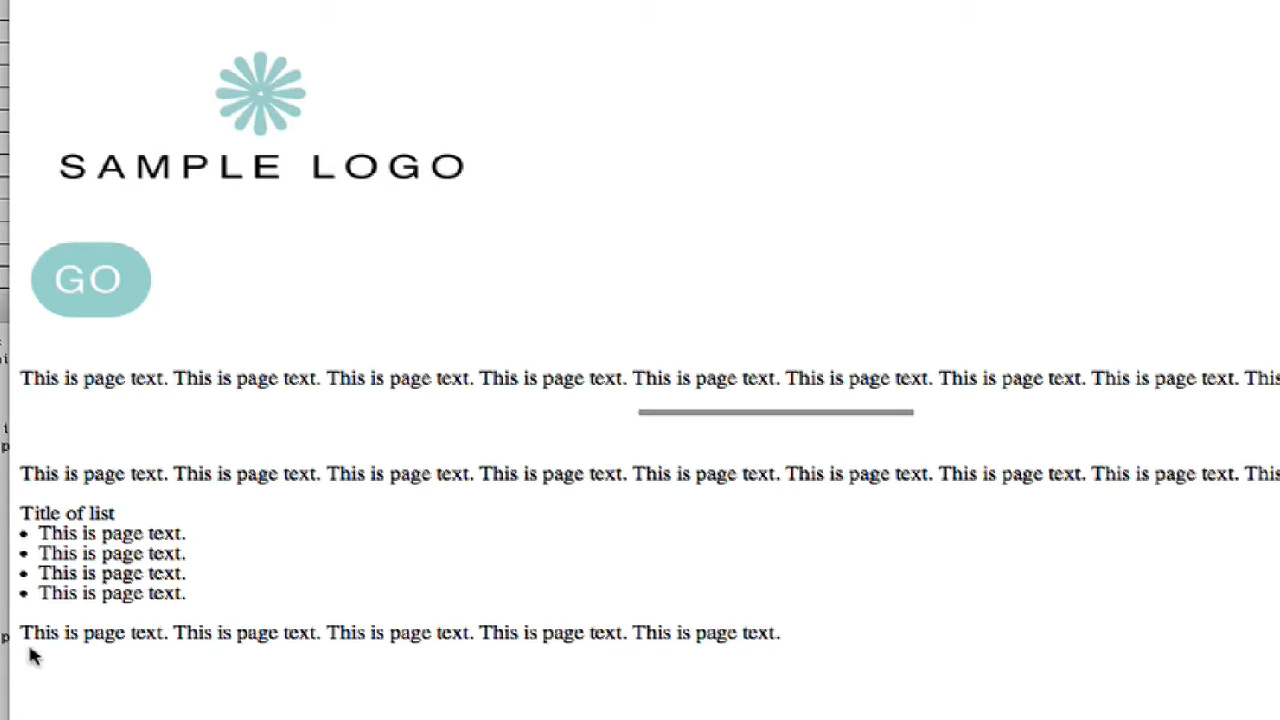 SAMPLE LOGO
GO
This is page text. This is page text. This is page text. This is page text. This is page text. This is page text. This is page text. This is page text. This
This is page text. This is page text. This is page text. This is page text. This is page text. This is page text. This is page text. This is page text. This
Title of list
• This is page text.
• This is page text.
• This is page text.
• This is page text.
This is page text. This is page text. This is page text. This is page text. This is page text.